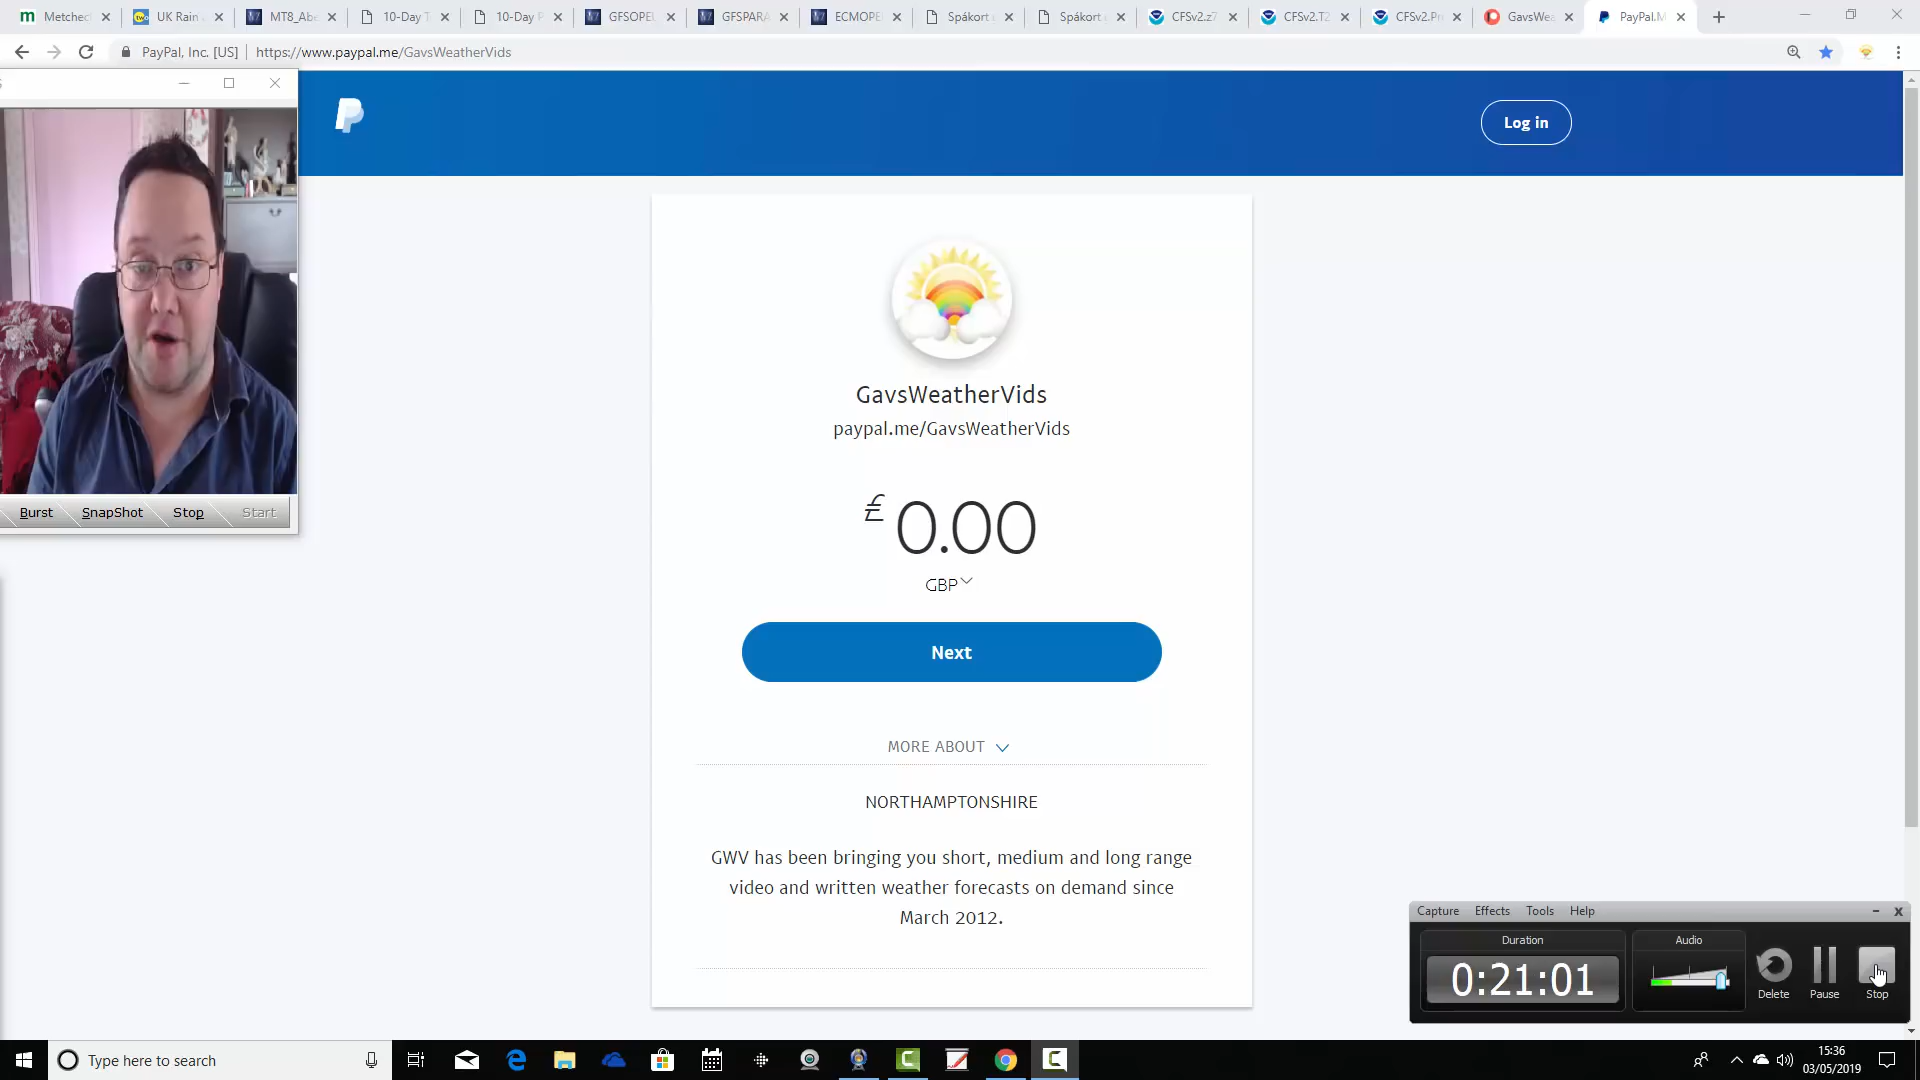 Metchec
UK Rain
MT8_Abe
10-Day T
10-Day P
GFSOPEU
GFSPARA
ECMOPE
Spákort
Spákort
CFSv2.z7
CFSv2.T2
CFSv2.Pr
GavsWea
PayPal.M
PayPal, Inc. [US]
https://www.paypal.me/GavsWeatherVids
Log in
Burst
SnapShot
Stop
Start
GavsWeatherVids
paypal.me/GavsWeatherVids
£ 0.00
GBP
Next
MORE ABOUT
NORTHAMPTONSHIRE
GWV has been bringing you short, medium and long range
video and written weather forecasts on demand since
March 2012.
Capture Effects Tools Help
Duration
Audio
0:21:01
Delete
Pause
Stop
Type here to search
15:36
03/05/2019